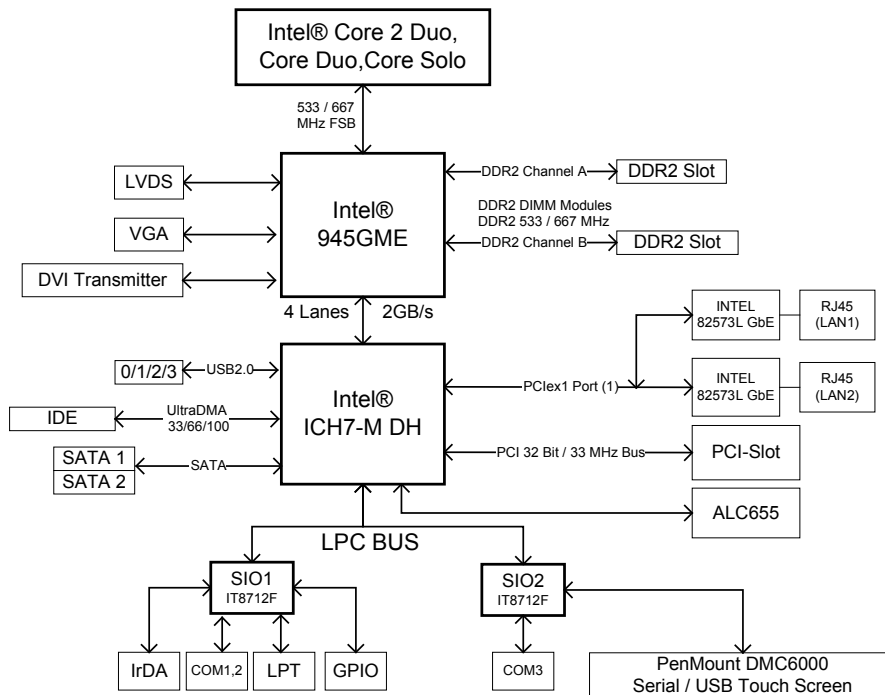 Intel® Core 2 Duo,
Core Duo,Core Solo
533 / 667
MHz FSB
LVDS
VGA
DVI Transmitter
Intel®
945GME
DDR2 Channel A
DDR2 Slot
DDR2 DIMM Modules
DDR2 533 / 667 MHz
DDR2 Channel B
DDR2 Slot
4 Lanes
2GB/s
0/1/2/3
USB2.0
IDE
UltraDMA
33/66/100
SATA 1
SATA 2
SATA
Intel®
ICH7-M DH
PCIex1 Port (1)
INTEL
82573L GbE
RJ45
(LAN1)
INTEL
82573L GbE
RJ45
(LAN2)
PCI 32 Bit / 33 MHz Bus
PCI-Slot
ALC655
LPC BUS
SIO1
IT8712F
SIO2
IT8712F
IrDA
COM1,2
LPT
GPIO
COM3
PenMount DMC6000
Serial / USB Touch Screen